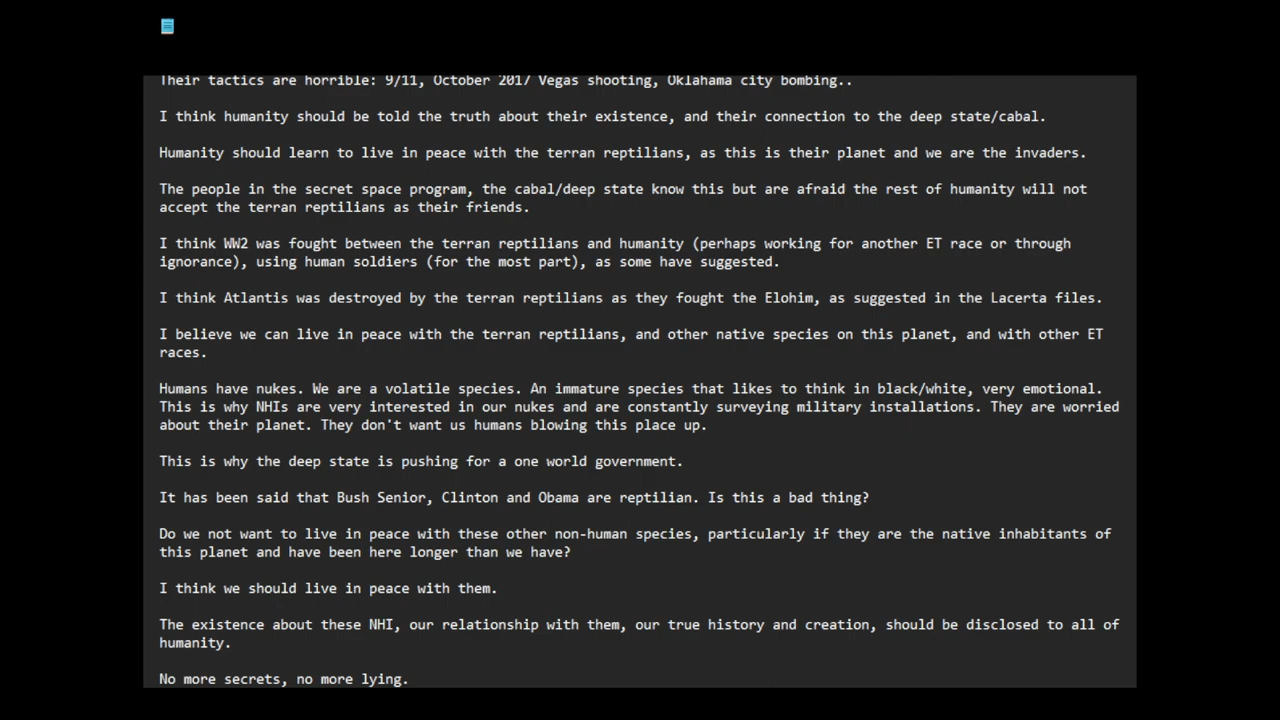 Their tactics are horrible: 9/11, October 2017 Vegas shooting, Oklahoma city bombing..
I think humanity should be told the truth about their existence, and their connection to the deep state/cabal.
Humanity should learn to live in peace with the terran reptilians, as this is their planet and we are the invaders.
The people in the secret space program, the cabal/deep state know this but are afraid the rest of humanity will not
accept the terran reptilians as their friends.
I think WW2 was fought between the terran reptilians and humanity (perhaps working for another ET race or through
ignorance), using human soldiers (for the most part), as some have suggested.
I think Atlantis was destroyed by the terran reptilians as they fought the Elohim, as suggested in the Lacerta files.
I believe we can live in peace with the terran reptilians, and other native species on this planet, and with other ET
races.
Humans have nukes. We are a volatile species. An immature species that likes to think in black/white, very emotional.
This is why NHIs are very interested in our nukes and are constantly surveying military installations. They are worried
about their planet. They don't want us humans blowing this place up.
This is why the deep state is pushing for a one world government.
It has been said that Bush Senior, Clinton and Obama are reptilian. Is this a bad thing?
Do we not want to live in peace with these other non-human species, particularly if they are the native inhabitants of
this planet and have been here longer than we have?
I think we should live in peace with them.
The existence about these NHI, our relationship with them, our true history and creation, should be disclosed to all of
humanity.
No more secrets, no more lying.